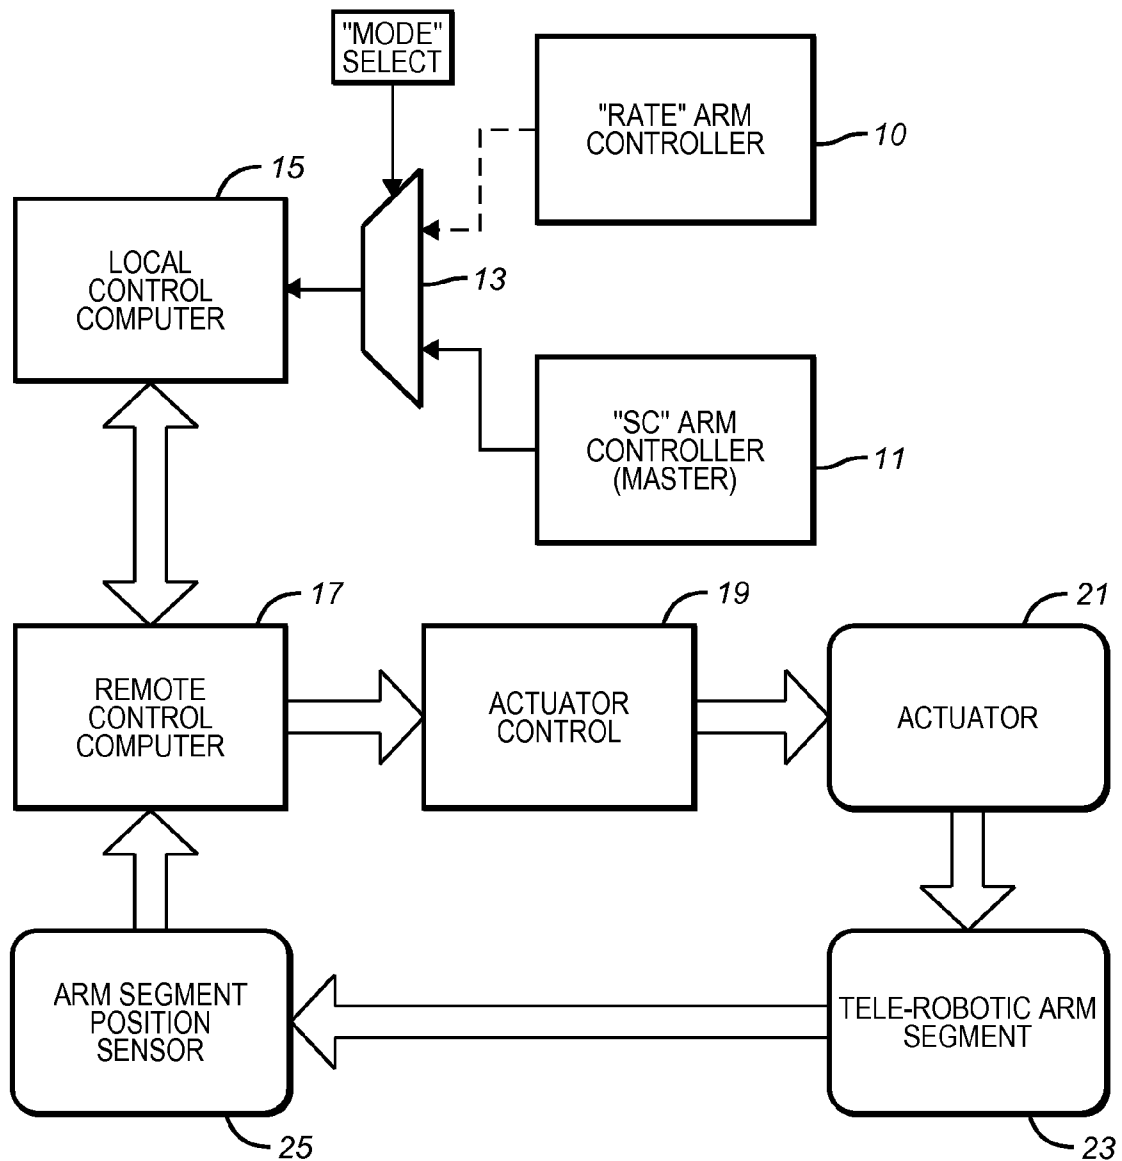 "MODE"
SELECT
"RATE" ARM
CONTROLLER
10
15
LOCAL
CONTROL
COMPUTER
13
"SC" ARM
CONTROLLER
(MASTER)
11
17
REMOTE
CONTROL
COMPUTER
19
ACTUATOR
CONTROL
21
ACTUATOR
ARM SEGMENT
POSITION
SENSOR
25
TELE-ROBOTIC ARM
SEGMENT
23